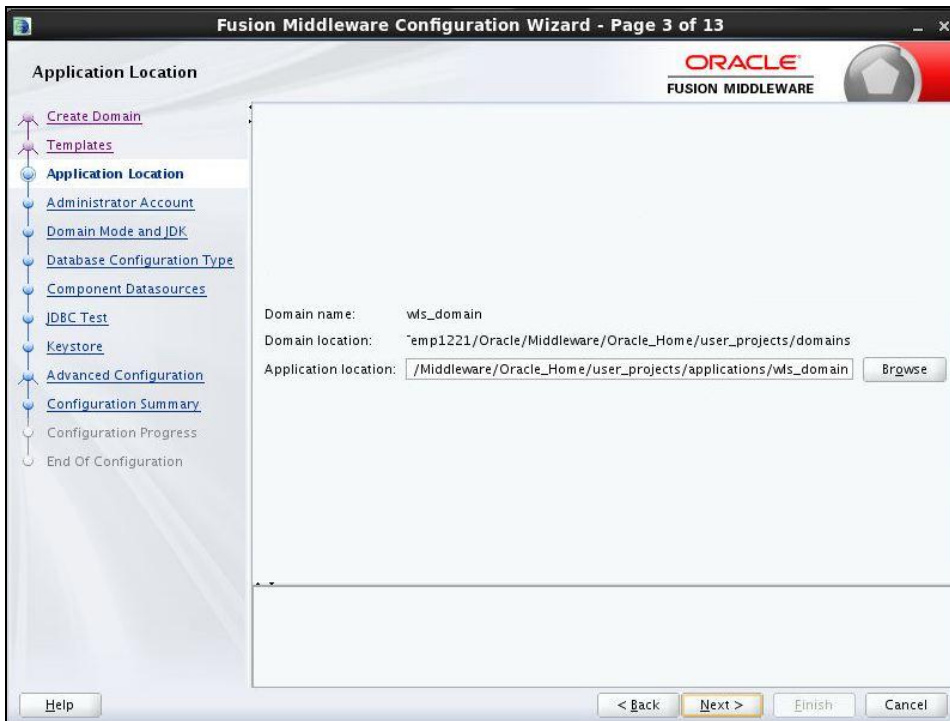 Fusion Middleware Configuration Wizard - Page 3 of 13
Application Location
ORACLE
FUSION MIDDLEWARE
Create Domain
Templates
Application Location
Administrator Account
Domain Mode and JDK
Database Configuration Type
Component Datasources
JDBC Test
Keystore
Advanced Configuration
Configuration Summary
Configuration Progress
End Of Configuration
Domain name: wls_domain
Domain location: emp1221/Oracle/Middleware/Oracle_Home/user_projects/domains
Application location: /Middleware/Oracle_Home/user_projects/applications/wls_domain Browse
Help < Back Next > Finish Cancel